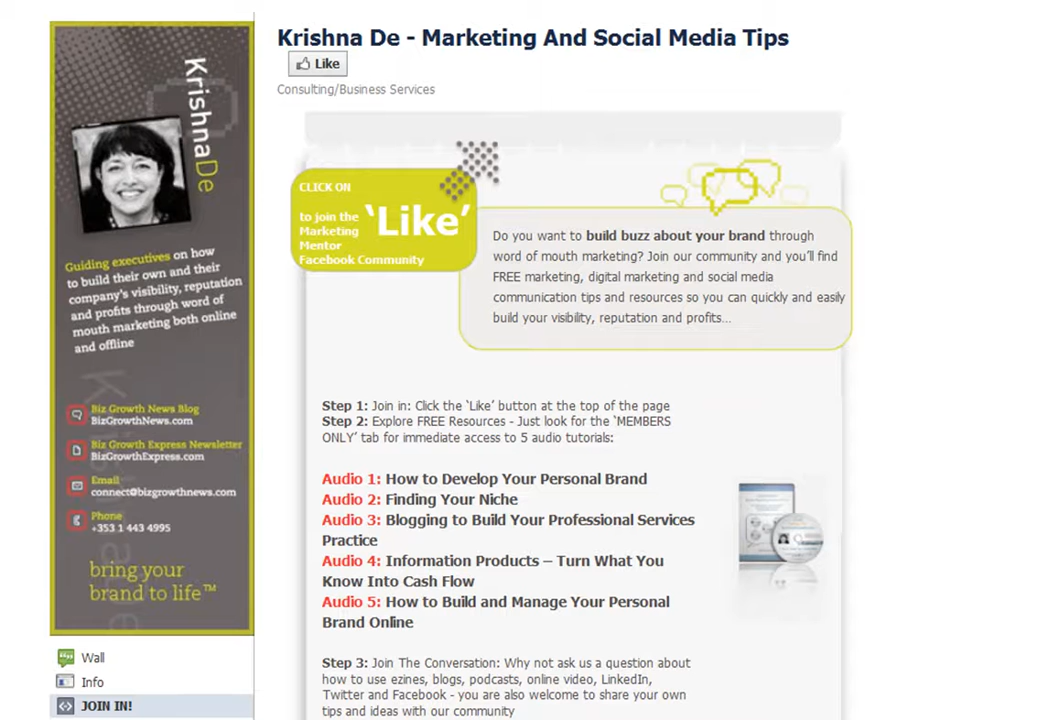 KrishnaDe
Guiding executives on how
to build their own and their
company's visibility, reputation
and profits through word of
mouth marketing both online
and offline
Biz Growth News Blog
BizGrowthNews.com
Biz Growth Express Newsletter
BizGrowthExpress.com
Email
connect@bizgrowthnews.com
Phone
+353 1 443 4995
bring your
brand to life™
Krishna De
Wall
Info
JOIN IN!
Krishna De - Marketing And Social Media Tips
Like
Consulting/Business Services
CLICK ON
to join the 'Like'
Marketing
Mentor
Facebook Community
Do you want to build buzz about your brand through
word of mouth marketing? Join our community and you'll find
FREE marketing, digital marketing and social media
communication tips and resources so you can quickly and easily
build your visibility, reputation and profits...
Step 1: Join in: Click the 'Like' button at the top of the page
Step 2: Explore FREE Resources - Just look for the 'MEMBERS
ONLY' tab for immediate access to 5 audio tutorials:
Audio 1: How to Develop Your Personal Brand
Audio 2: Finding Your Niche
Audio 3: Blogging to Build Your Professional Services
Practice
Audio 4: Information Products – Turn What You
Know Into Cash Flow
Audio 5: How to Build and Manage Your Personal
Brand Online
Step 3: Join The Conversation: Why not ask us a question about
how to use ezines, blogs, podcasts, online video, LinkedIn,
Twitter and Facebook - you are also welcome to share your own
tips and ideas with our community